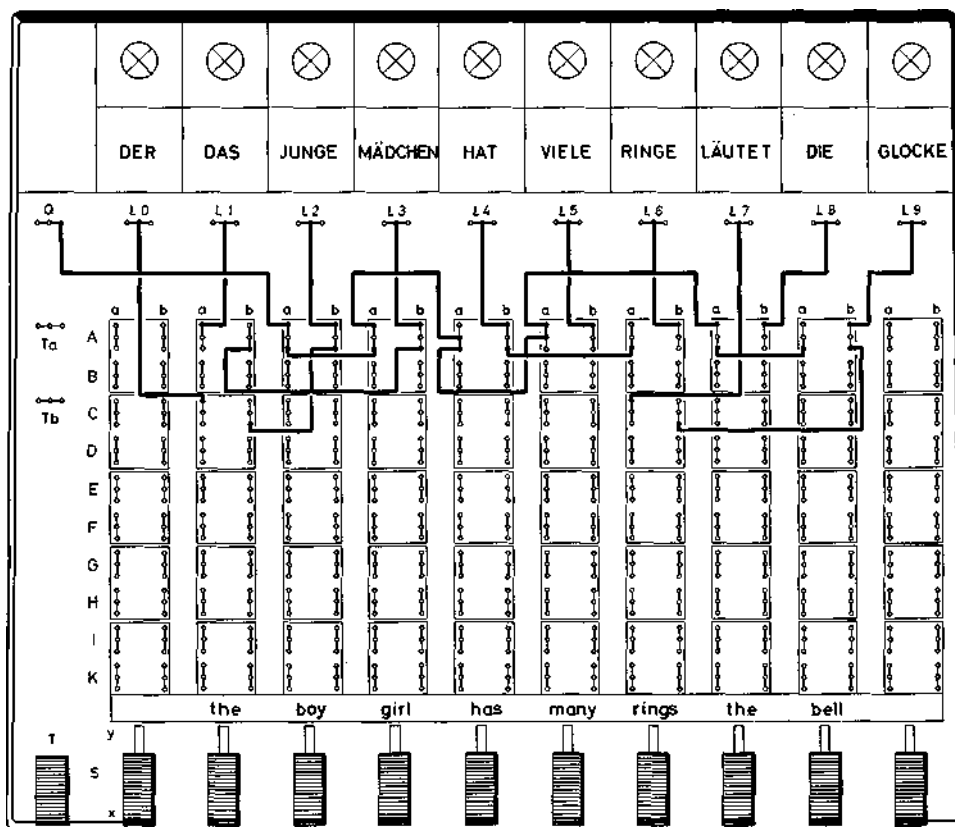 DER DAS JUNGE MÄDCHEN HAT VIELE RINGE LÄUTET DIE GLOCKE
Q L0 L1 L2 L3 L4 L5 L6 L7 L8 L9
a b a b a b a b a b a b a b a b a b a b
Ta A
B
Tb C
D
E
F
G
H
I
K
the boy girl has many rings the bell
T y
S
x